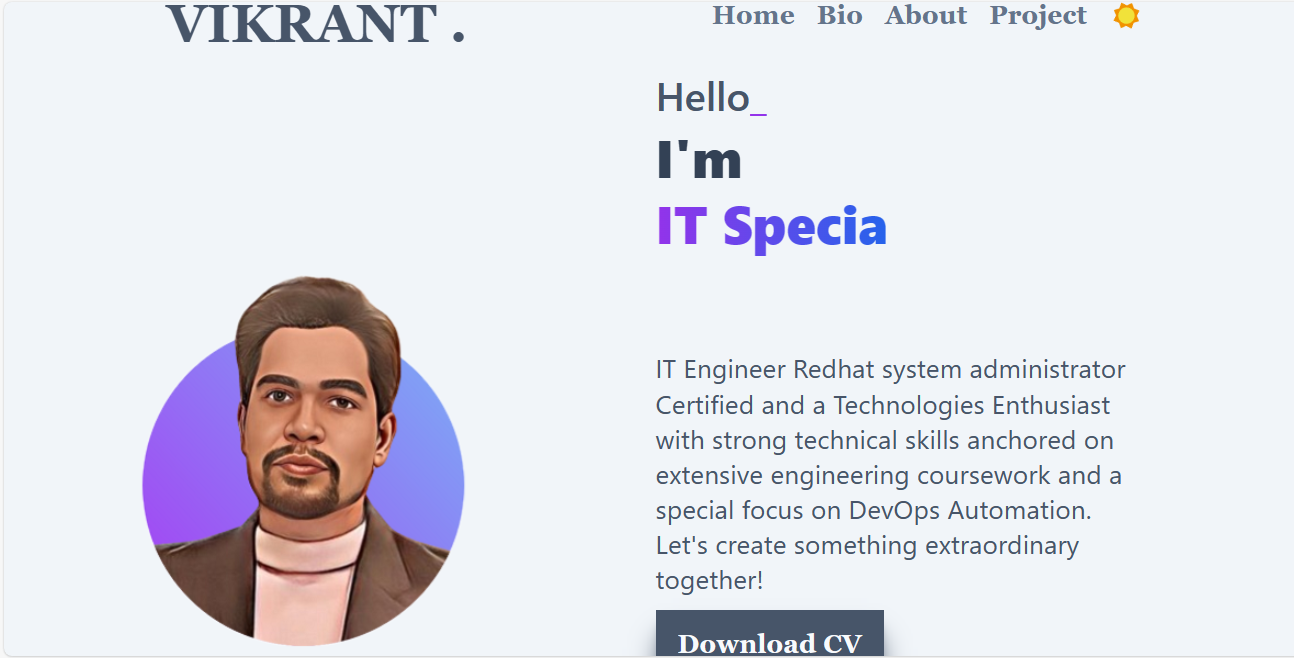 VIKRANT .
Home Bio About Project
Hello_
I'm
IT Specia
IT Engineer Redhat system administrator
Certified and a Technologies Enthusiast
with strong technical skills anchored on
extensive engineering coursework and a
special focus on DevOps Automation.
Let's create something extraordinary
together!
Download CV